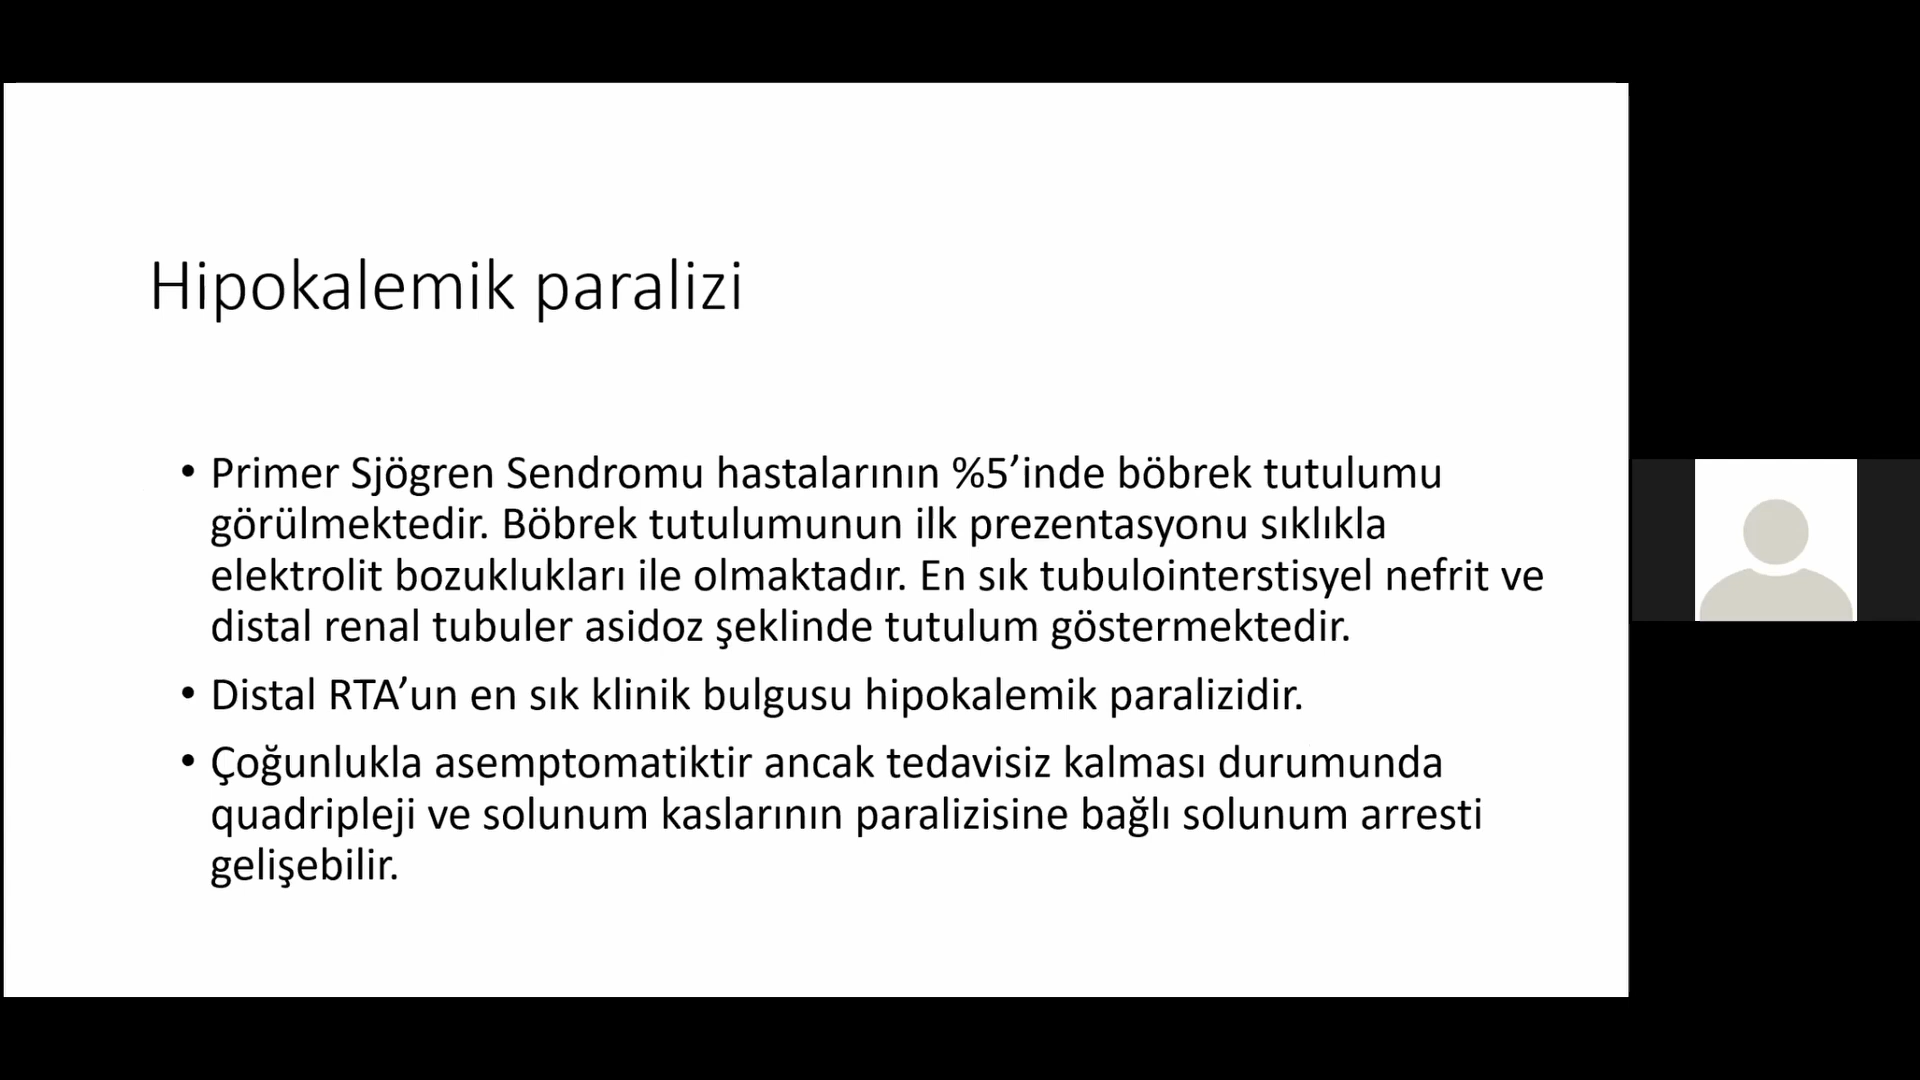 Hipokalemik paralizi
• Primer Sjögren Sendromu hastalarının %5’inde böbrek tutulumu
görülmektedir. Böbrek tutulumunun ilk prezentasyonu sıklıkla
elektrolit bozuklukları ile olmaktadır. En sık tubulointerstisyel nefrit ve
distal renal tubuler asidoz şeklinde tutulum göstermektedir.
• Distal RTA’un en sık klinik bulgusu hipokalemik paralizidir.
• Çoğunlukla asemptomatiktir ancak tedavisiz kalması durumunda
quadripleji ve solunum kaslarının paralizisine bağlı solunum arresti
gelişebilir.